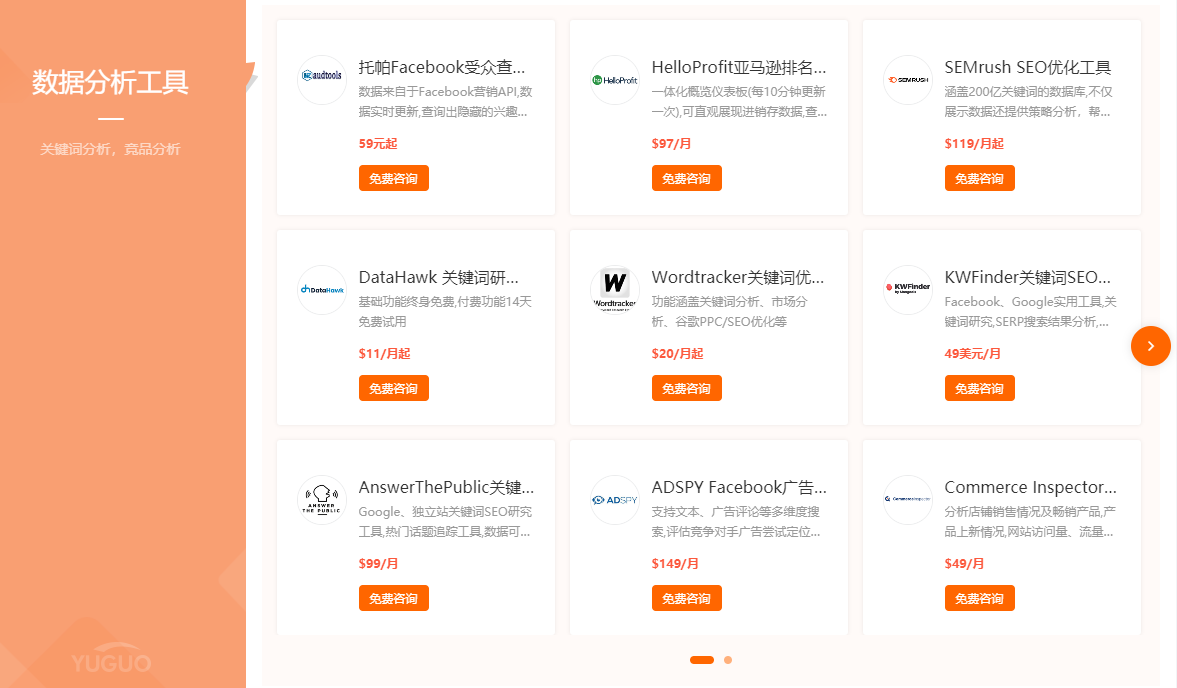 数据分析工具
关键词分析，竞品分析
YUGUO
audtools
托帕Facebook受众查...
数据来自于Facebook营销API,数
据实时更新,查询出隐藏的兴趣...
59元起
免费咨询
HelloProfit
HelloProfit亚马逊排名...
一体化概览仪表板(每10分钟更新
一次),可直观展现进销存数据,查...
$97/月
免费咨询
SEMRUSH
SEMrush SEO优化工具
涵盖200亿关键词的数据库,不仅
展示数据还提供策略分析，帮...
$119/月起
免费咨询
DataHawk
DataHawk 关键词研...
基础功能终身免费,付费功能14天
免费试用
$11/月起
免费咨询
W
Wordtracker
Wordtracker关键词优...
功能涵盖关键词分析、市场分
析、谷歌PPC/SEO优化等
$20/月起
免费咨询
KWFinder
KWFinder关键词SEO...
Facebook、Google实用工具,关
键词研究,SERP搜索结果分析,...
49美元/月
免费咨询
ANSWER
THE PUBLIC
AnswerThePublic关键...
Google、独立站关键词SEO研究
工具,热门话题追踪工具,数据可...
$99/月
免费咨询
ADSPY
ADSPY Facebook广告...
支持文本、广告评论等多维度搜
索,评估竞争对手广告尝试定位...
$149/月
免费咨询
CommerceInspector
Commerce Inspector...
分析店铺销售情况及畅销产品,产
品上新情况,网站访问量、流量...
$49/月
免费咨询